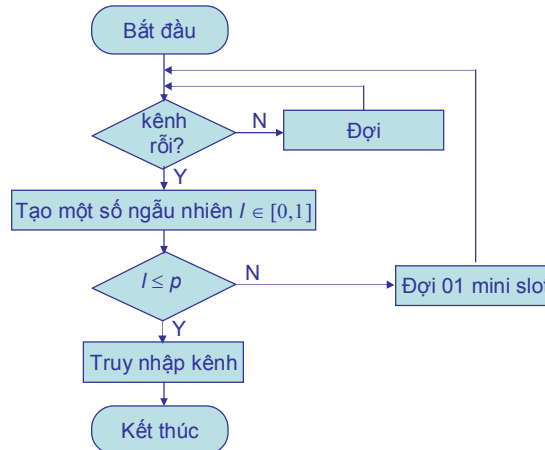 Bắt đầu
kênh
rỗi?
N
Đợi
Y
Tạo một số ngẫu nhiên I ∈ [0,1]
I ≤ p
N
Đợi 01 mini slot
Y
Truy nhập kênh
Kết thúc